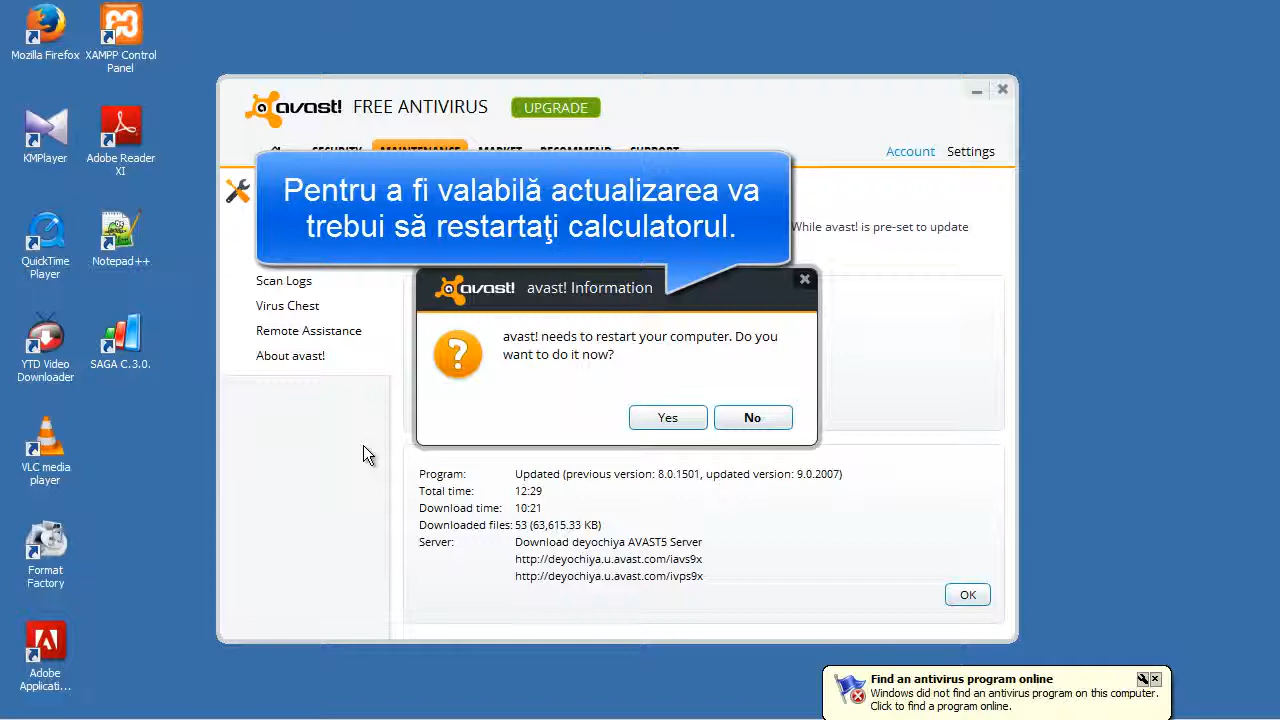 Mozilla Firefox
XAMPP Control
Panel
KMPlayer
Adobe Reader
XI
QuickTime
Player
Notepad++
YTD Video
Downloader
SAGA C.3.0.
VLC media
player
Format
Factory
Adobe
Applicati...
avast! FREE ANTIVIRUS UPGRADE
SECURITY MAINTENANCE MARKET RECOMMEND SUPPORT
Account Settings
Pentru a fi valabilă actualizarea va
trebui să restartaţi calculatorul.
While avast! is pre-set to update
Scan Logs
Virus Chest
Remote Assistance
About avast!
avast! avast! Information
avast! needs to restart your computer. Do you
want to do it now?
Yes No
Program: Updated (previous version: 8.0.1501, updated version: 9.0.2007)
Total time: 12:29
Download time: 10:21
Downloaded files: 53 (63,615.33 KB)
Server: Download deyochiya AVAST5 Server
http://deyochiya.u.avast.com/iavs9x
http://deyochiya.u.avast.com/ivps9x
OK
Find an antivirus program online
Windows did not find an antivirus program on this computer.
Click to find a program online.